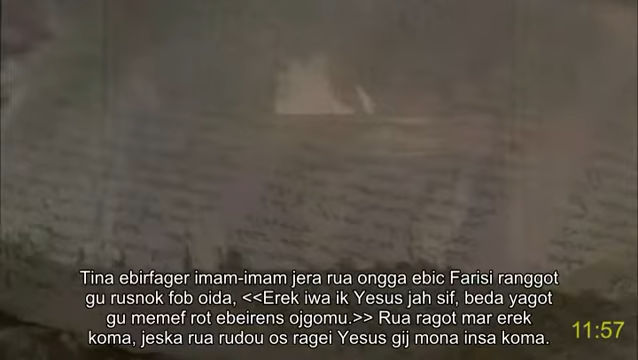 Tina ebirfager imam-imam jera rua ongga ebic Farisi ranggot
gu rusnok fob oida, <<Erek iwa ik Yesus jah sif, beda yagot
gu memef rot ebeirens ojgomu.>> Rua ragot mar erek
koma, jeska rua rudou os ragei Yesus gij mona insa koma.
11:57